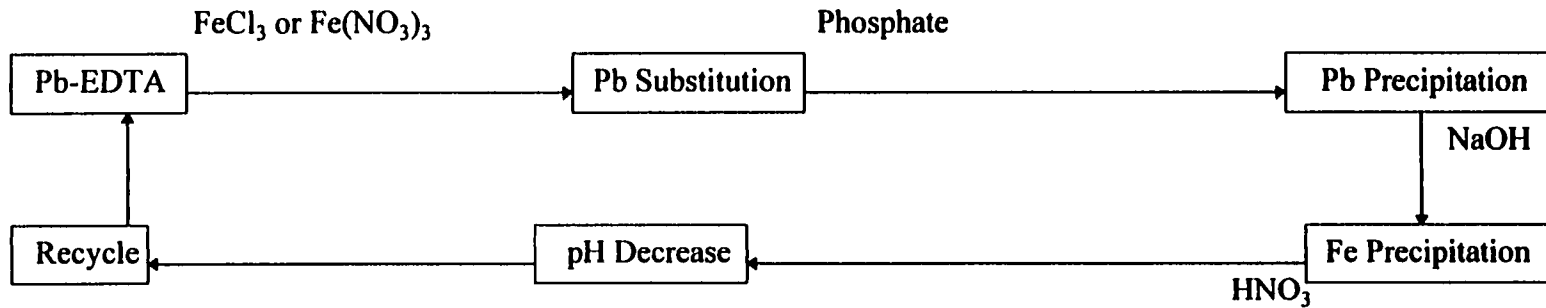 FeCl₃ or Fe(NO₃)₃
Phosphate
Pb-EDTA
Pb Substitution
Pb Precipitation
NaOH
Recycle
pH Decrease
Fe Precipitation
HNO₃